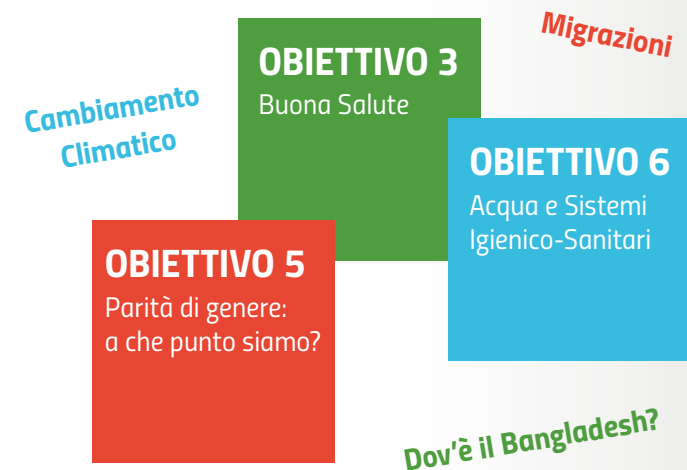 Migrazioni
OBIETTIVO 3
Buona Salute
Cambiamento
Climatico
OBIETTIVO 6
Acqua e Sistemi
Igienico-Sanitari
OBIETTIVO 5
Parità di genere:
a che punto siamo?
Dov'è il Bangladesh?